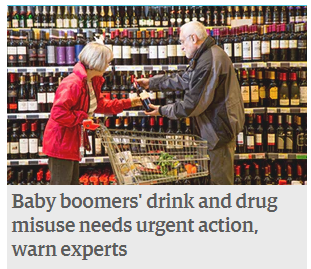 Baby boomers' drink and drug
misuse needs urgent action,
warn experts